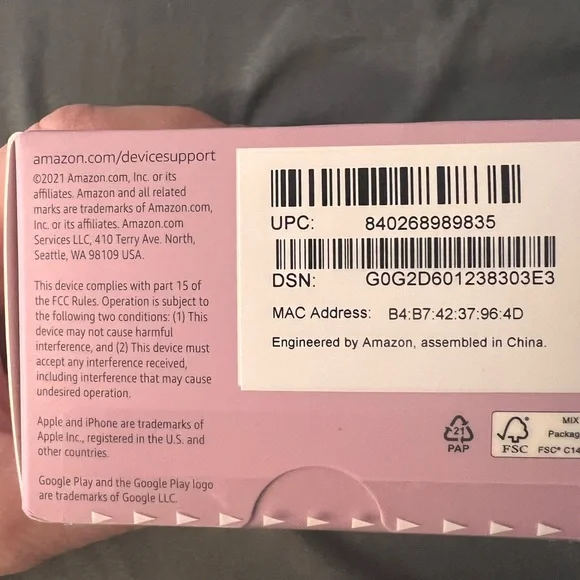 amazon.com/devicesupport
©2021 Amazon.com, Inc. or its
affiliates. Amazon and all related
marks are trademarks of Amazon.com,
Inc. or its affiliates. Amazon.com
Services LLC, 410 Terry Ave. North,
Seattle, WA 98109 USA.
This device complies with part 15 of
the FCC Rules. Operation is subject to
the following two conditions: (1) This
device may not cause harmful
interference, and (2) This device must
accept any interference received,
including interference that may cause
undesired operation.
Apple and iPhone are trademarks of
Apple Inc., registered in the U.S. and
other countries.
Google Play and the Google Play logo
are trademarks of Google LLC.
UPC: 840268989835
DSN: G0G2D601238303E3
MAC Address: B4:B7:42:37:96:4D
Engineered by Amazon, assembled in China.
21
PAP
FSC
MIX
Packag
FSC® C14